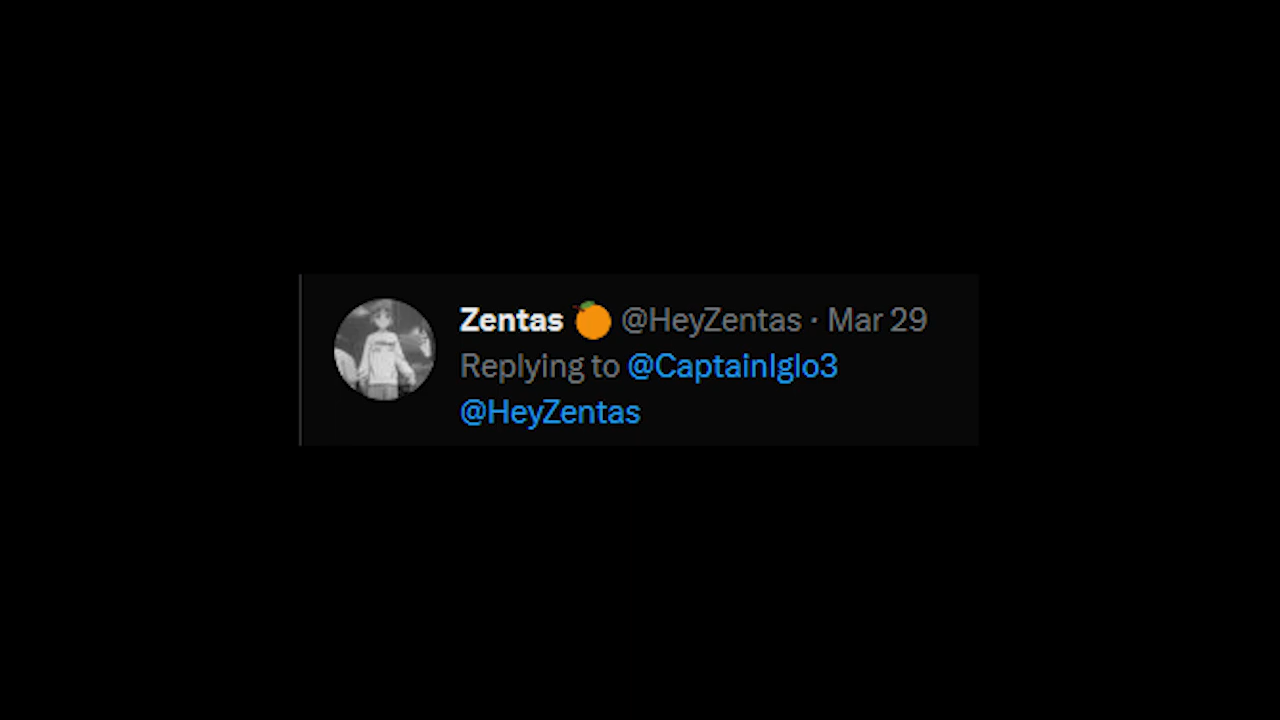 Zentas 🍊 @HeyZentas · Mar 29
Replying to @CaptainIglo3
@HeyZentas